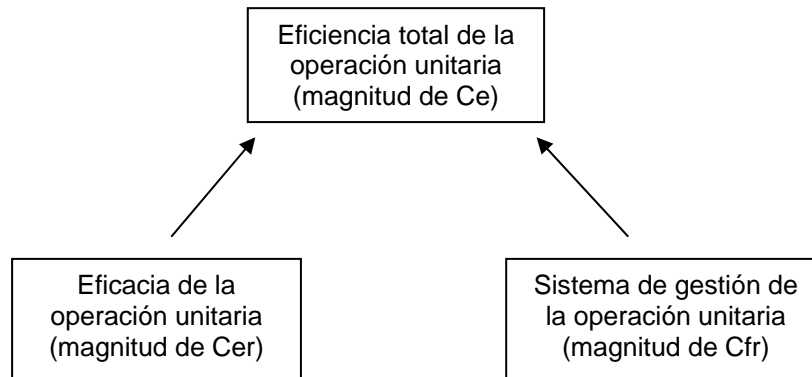 Eficiencia total de la
operación unitaria
(magnitud de Ce)
Eficacia de la
operación unitaria
(magnitud de Cer)
Sistema de gestión de
la operación unitaria
(magnitud de Cfr)